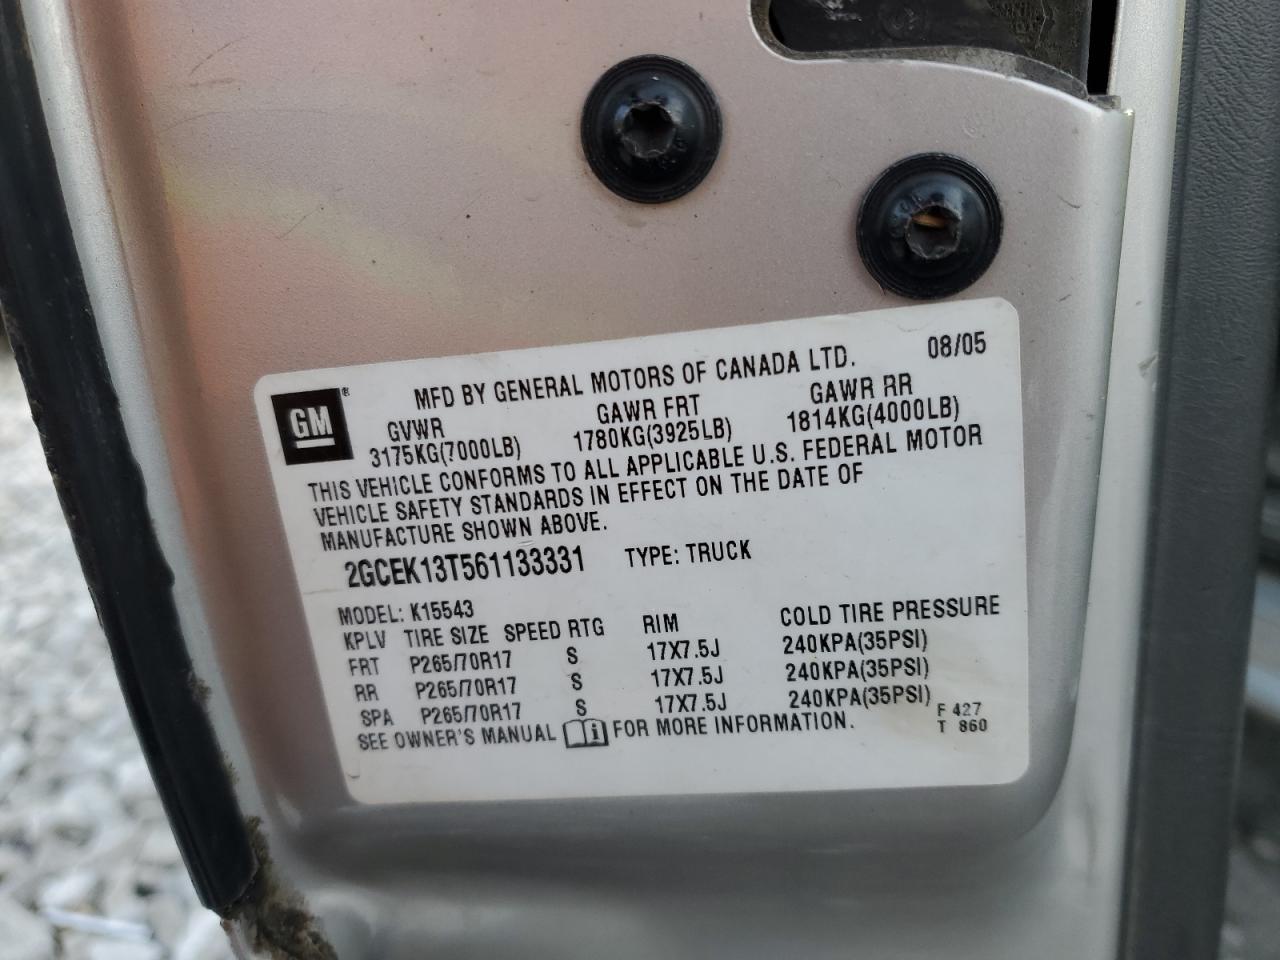 MFD BY GENERAL MOTORS OF CANADA LTD. 08/05
GM ®
GVWR GAWR FRT GAWR RR
3175KG(7000LB) 1780KG(3925LB) 1814KG(4000LB)
THIS VEHICLE CONFORMS TO ALL APPLICABLE U.S. FEDERAL MOTOR
VEHICLE SAFETY STANDARDS IN EFFECT ON THE DATE OF
MANUFACTURE SHOWN ABOVE.
2GCEK13T561133331 TYPE: TRUCK
MODEL: K15543
KPLV TIRE SIZE SPEED RTG RIM COLD TIRE PRESSURE
FRT P265/70R17 S 17X7.5J 240KPA(35PSI)
RR P265/70R17 S 17X7.5J 240KPA(35PSI)
SPA P265/70R17 S 17X7.5J 240KPA(35PSI)
SEE OWNER'S MANUAL i FOR MORE INFORMATION.
F 427
T 860